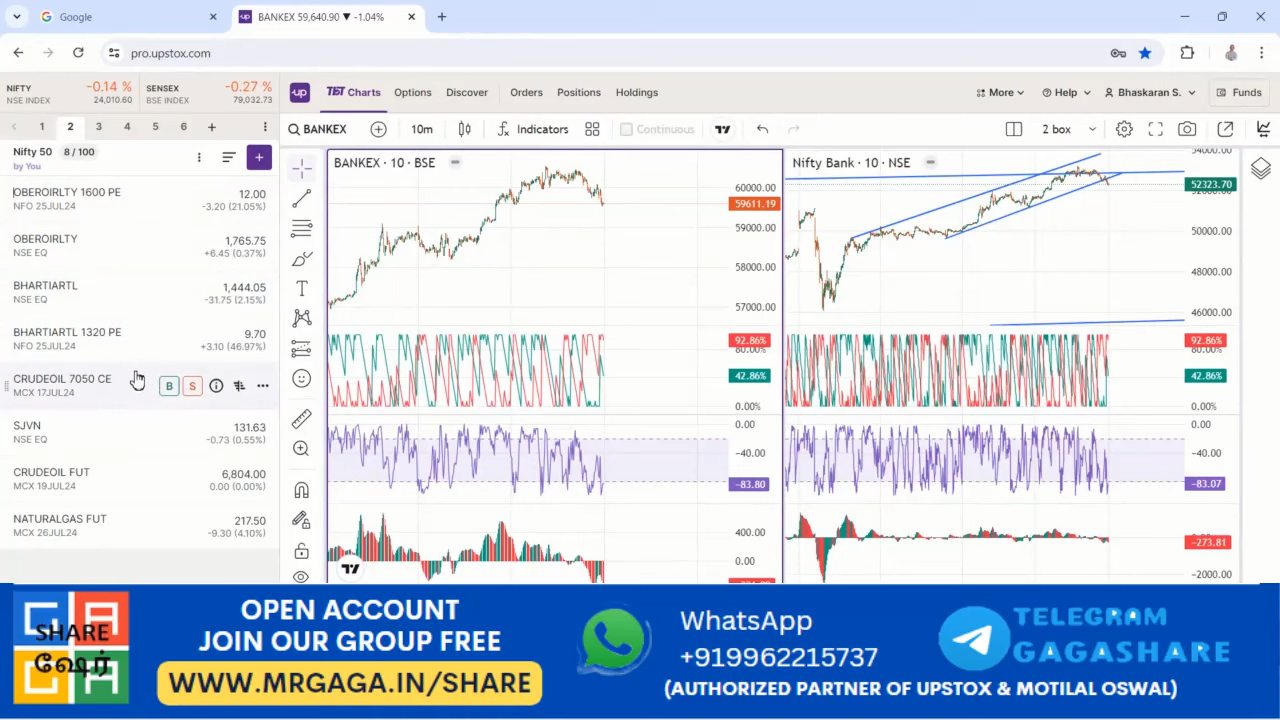 Google
BANKEX 59,640.90 ▼ -1.04%
pro.upstox.com
NIFTY
-0.14 %
NSE INDEX
24,010.60
SENSEX
-0.27 %
BSE INDEX
79,032.73
up
TBT Charts
Options
Discover
Orders
Positions
Holdings
More
Help
Bhaskaran S.
Funds
1 2 3 4 5 6
BANKEX
10m
Indicators
Continuous
2 box
Nifty 50 8 / 100
by You
OBEROIRLTY 1600 PE 12.00
NFO 25JUL24 -3.20 (21.05%)
OBEROIRLTY 1,765.75
NSE EQ +6.45 (0.37%)
BHARTIARTL 1,444.05
NSE EQ -31.75 (2.15%)
BHARTIARTL 1320 PE 9.70
NFO 25JUL24 +3.10 (46.97%)
CRUDEOIL 7050 CE B S
MCX 17JUL24
SJVN 131.63
NSE EQ -0.73 (0.55%)
CRUDEOIL FUT 6,804.00
MCX 19JUL24 0.00 (0.00%)
NATURALGAS FUT 217.50
MCX 26JUL24 -9.30 (4.10%)
BANKEX · 10 · BSE
60000.00
59611.19
59000.00
58000.00
57000.00
92.86%
80.00%
42.86%
0.00%
0.00
−40.00
−83.80
400.00
0.00
Nifty Bank · 10 · NSE
54000.00
52323.70
50000.00
48000.00
46000.00
92.86%
42.86%
0.00%
0.00
−40.00
−83.07
−273.81
−2000.00
GAGA
SHARE
ஷேர்
OPEN ACCOUNT
JOIN OUR GROUP FREE
WWW.MRGAGA.IN/SHARE
WhatsApp
+919962215737
TELEGRAM
GAGASHARE
(AUTHORIZED PARTNER OF UPSTOX & MOTILAL OSWAL)